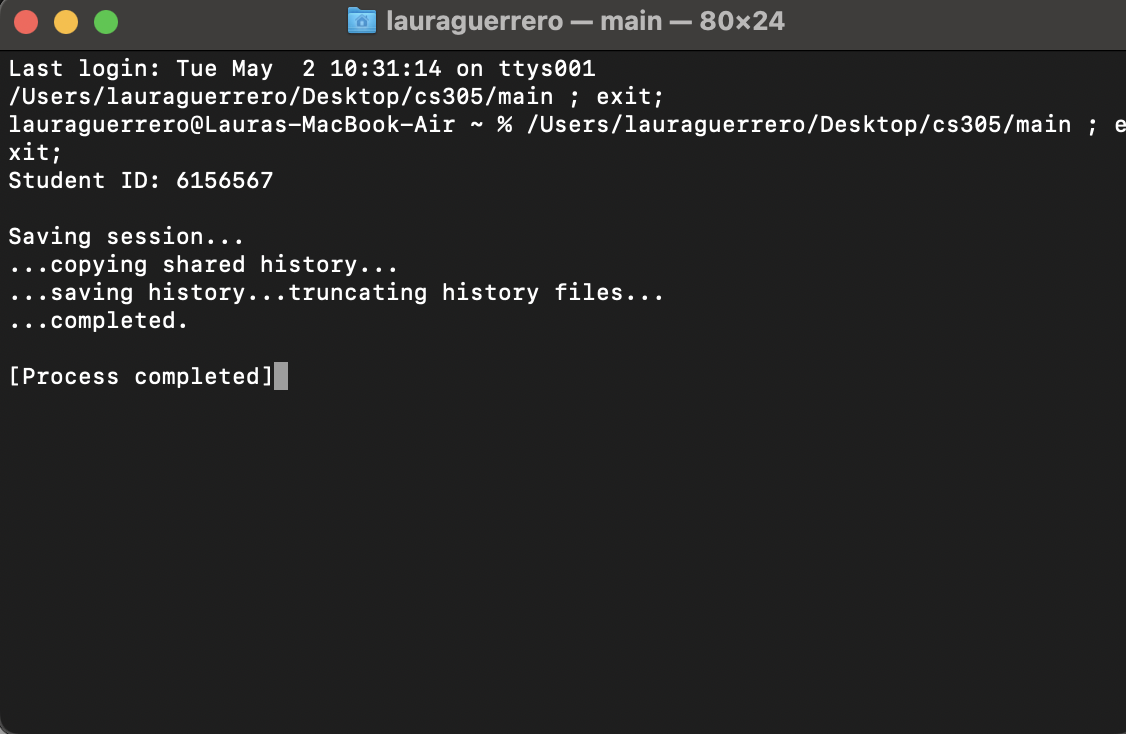 lauraguerrero — main — 80×24
Last login: Tue May  2 10:31:14 on ttys001
/Users/lauraguerrero/Desktop/cs305/main ; exit;
lauraguerrero@Lauras-MacBook-Air ~ % /Users/lauraguerrero/Desktop/cs305/main ; e
xit;
Student ID: 6156567
Saving session...
...copying shared history...
...saving history...truncating history files...
...completed.
[Process completed]